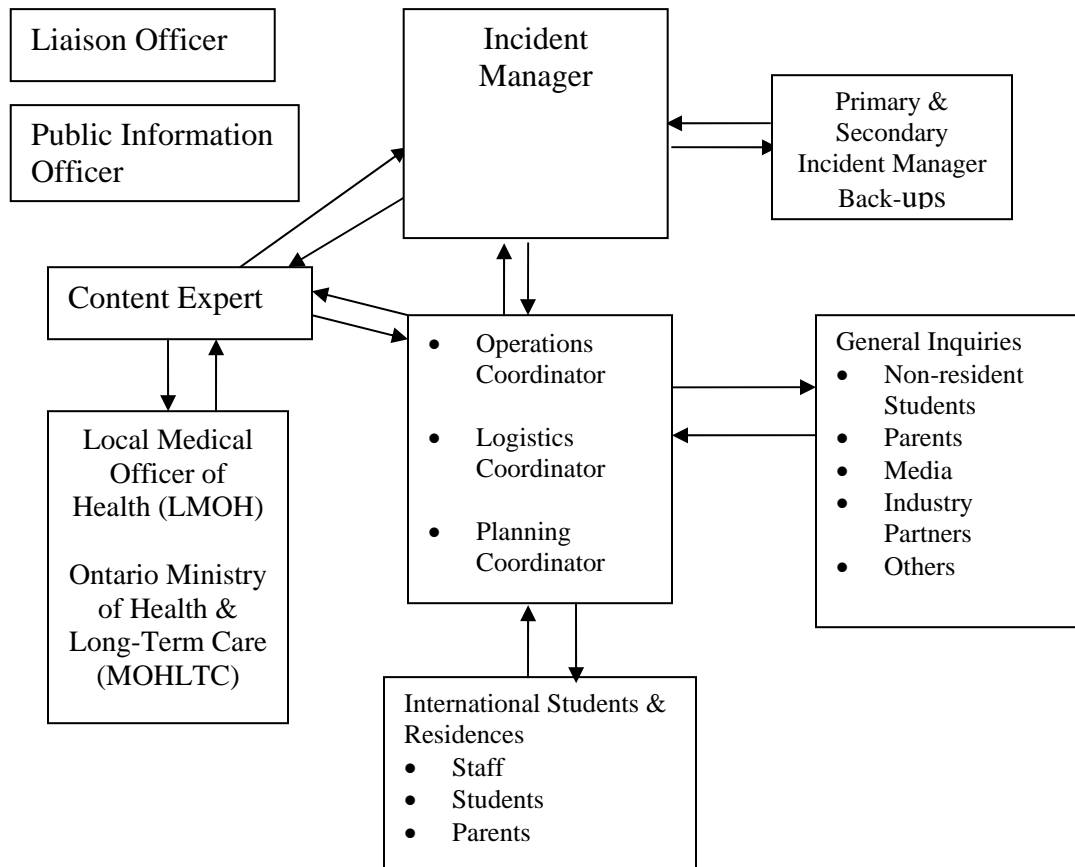 Liaison Officer
Public Information
Officer
Incident
Manager
Primary &
Secondary
Incident Manager
Back-ups
Content Expert
Local Medical
Officer of
Health (LMOH)
Ontario Ministry
of Health &
Long-Term Care
(MOHLTC)
• Operations
Coordinator
• Logistics
Coordinator
• Planning
Coordinator
General Inquiries
• Non-resident
Students
• Parents
• Media
• Industry
Partners
• Others
International Students &
Residences
• Staff
• Students
• Parents